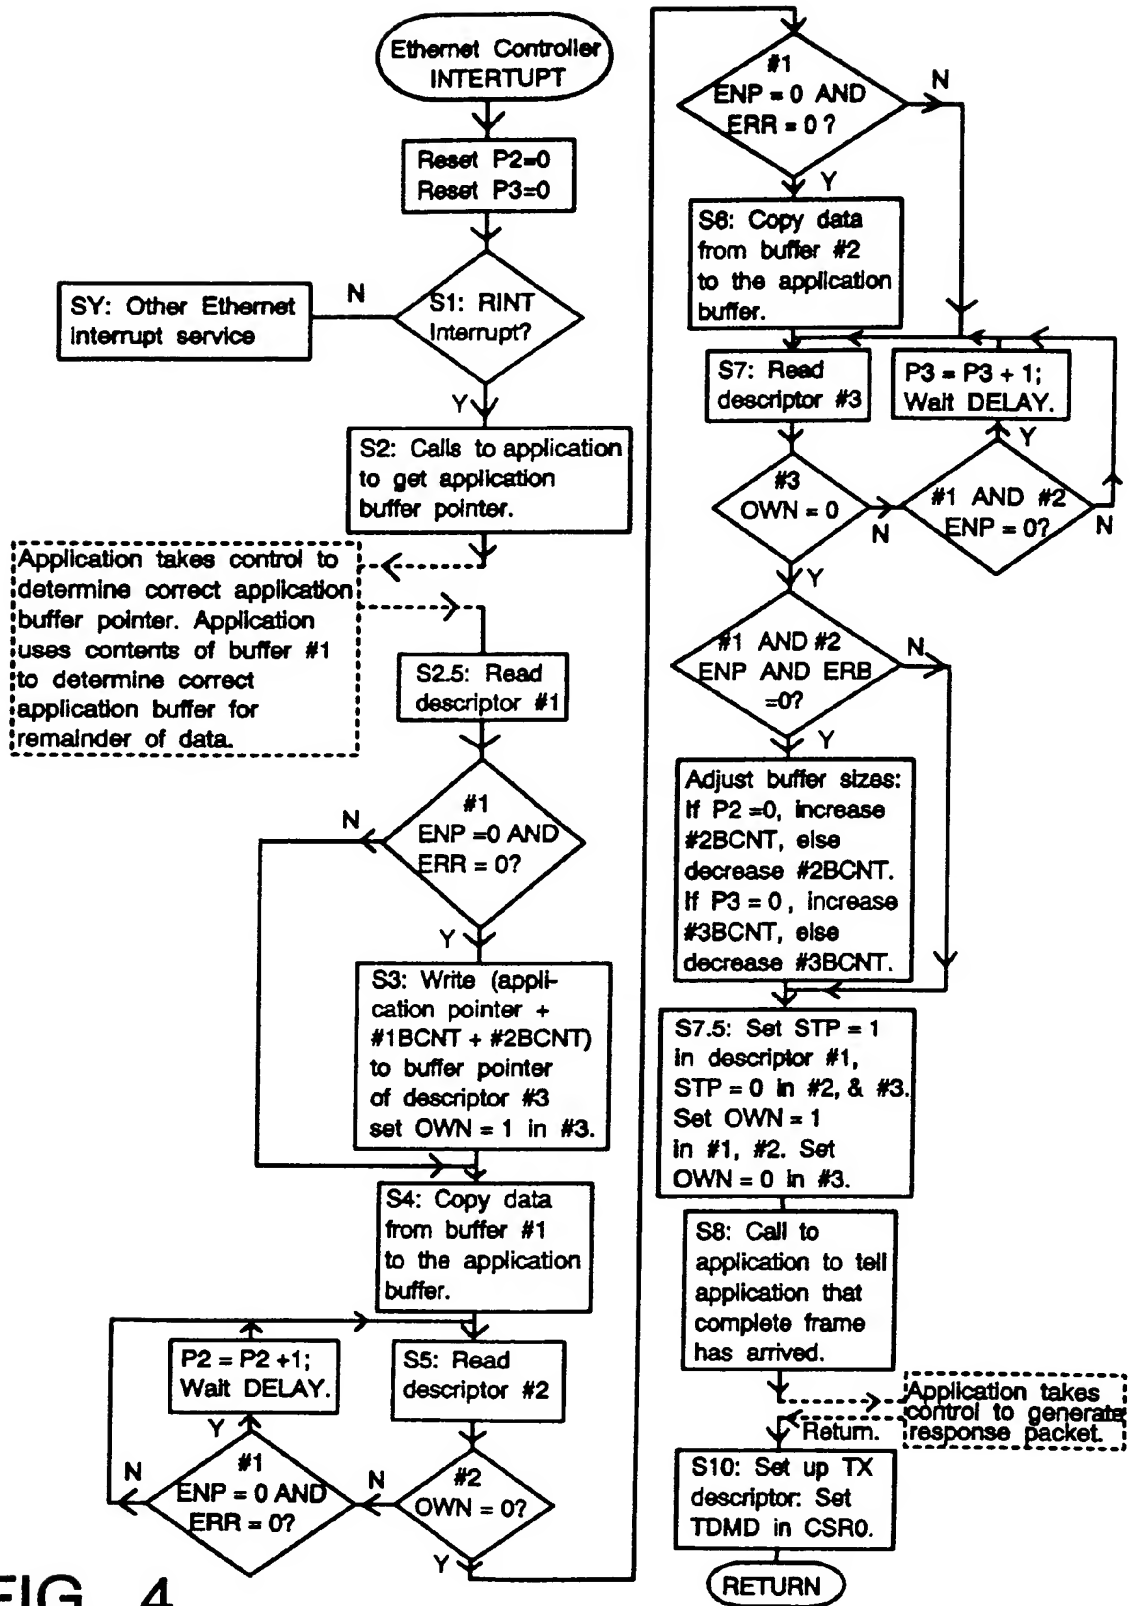 Ethernet Controller
INTERTUPT
Reset P2=0
Reset P3=0
S1: RINT
Interrupt?
N
SY: Other Ethernet
interrupt service
Y
S2: Calls to application
to get application
buffer pointer.
Application takes control to
determine correct application
buffer pointer. Application
uses contents of buffer #1
to determine correct
application buffer for
remainder of data.
S2.5: Read
descriptor #1
#1
ENP =0 AND
ERR = 0?
N
Y
S3: Write (appli-
cation pointer +
#1BCNT + #2BCNT)
to buffer pointer
of descriptor #3
set OWN = 1 in #3.
S4: Copy data
from buffer #1
to the application
buffer.
P2 = P2 +1;
Wait DELAY.
S5: Read
descriptor #2
Y
#1
ENP = 0 AND
ERR = 0?
N
N
#2
OWN = 0?
Y
#1
ENP = 0 AND
ERR = 0 ?
N
Y
S6: Copy data
from buffer #2
to the application
buffer.
S7: Read
descriptor #3
P3 = P3 + 1;
Wait DELAY.
Y
#3
OWN = 0
N
#1 AND #2
ENP = 0?
N
Y
#1 AND #2
ENP AND ERB
=0?
N
Y
Adjust buffer sizes:
If P2 =0, increase
#2BCNT, else
decrease #2BCNT.
If P3 = 0 , increase
#3BCNT, else
decrease #3BCNT.
S7.5: Set STP = 1
in descriptor #1,
STP = 0 in #2, & #3.
Set OWN = 1
in #1, #2. Set
OWN = 0 in #3.
S8: Call to
application to tell
application that
complete frame
has arrived.
Application takes
control to generate
response packet.
Return.
S10: Set up TX
descriptor: Set
TDMD in CSR0.
RETURN
FIG. 4